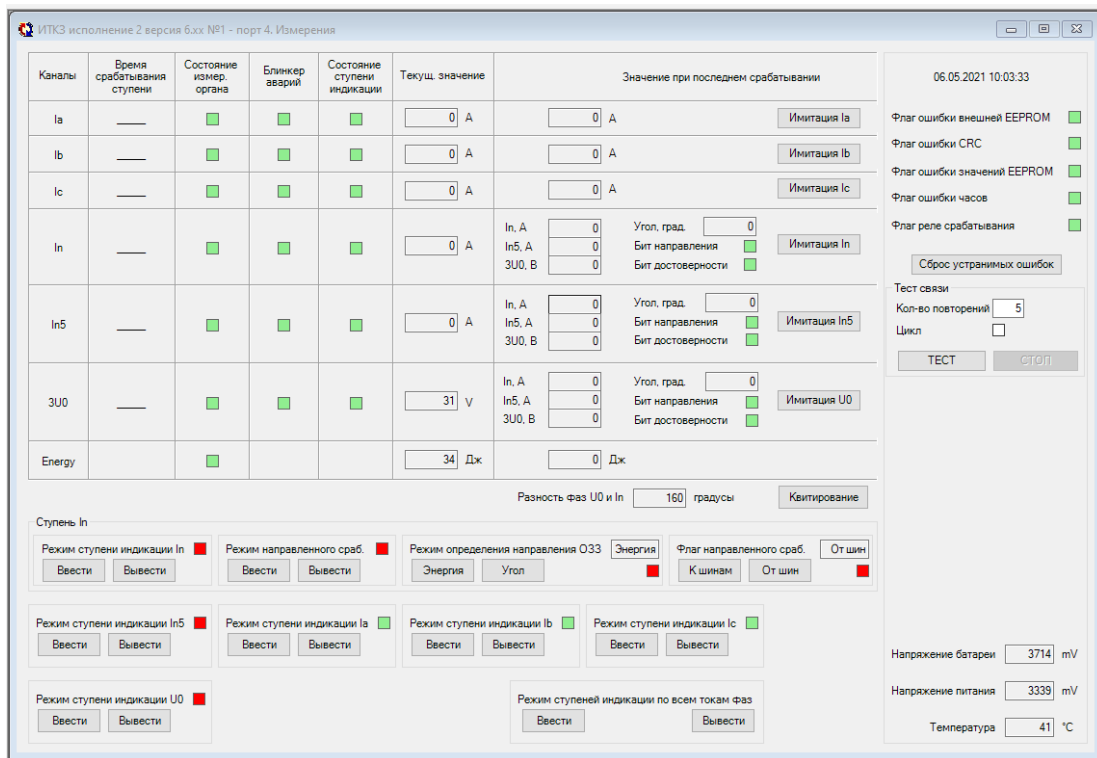 ИТКЗ исполнение 2 версия 6.xx №1 - порт 4. Измерения
Каналы
Время срабатывания ступени
Состояние измер. органа
Блинкер аварий
Состояние ступени индикации
Текущ. значение
Значение при последнем срабатывании
Ia
0 A
0 A
Имитация Ia
Ib
0 A
0 A
Имитация Ib
Ic
0 A
0 A
Имитация Ic
In
0 A
In, A 0
Угол, град. 0
In5, A 0
Бит направления
3U0, B 0
Бит достоверности
Имитация In
In5
0 A
In, A 0
Угол, град. 0
In5, A 0
Бит направления
3U0, B 0
Бит достоверности
Имитация In5
3U0
31 V
In, A 0
Угол, град. 0
In5, A 0
Бит направления
3U0, B 0
Бит достоверности
Имитация U0
Energy
34 Дж
0 Дж
Разность фаз U0 и In 160 градусы
Квитирование
Ступень In
Режим ступени индикации In
Ввести Вывести
Режим направленного сраб.
Ввести Вывести
Режим определения направления ОЗЗ Энергия
Энергия Угол
Флаг направленного сраб. От шин
К шинам От шин
Режим ступени индикации In5
Ввести Вывести
Режим ступени индикации Ia
Ввести Вывести
Режим ступени индикации Ib
Ввести Вывести
Режим ступени индикации Ic
Ввести Вывести
Режим ступени индикации U0
Ввести Вывести
Режим ступеней индикации по всем токам фаз
Ввести Вывести
06.05.2021 10:03:33
Флаг ошибки внешней EEPROM
Флаг ошибки CRC
Флаг ошибки значений EEPROM
Флаг ошибки часов
Флаг реле срабатывания
Сброс устранимых ошибок
Тест связи
Кол-во повторений 5
Цикл
ТЕСТ СТОП
Напряжение батареи 3714 mV
Напряжение питания 3339 mV
Температура 41 °C